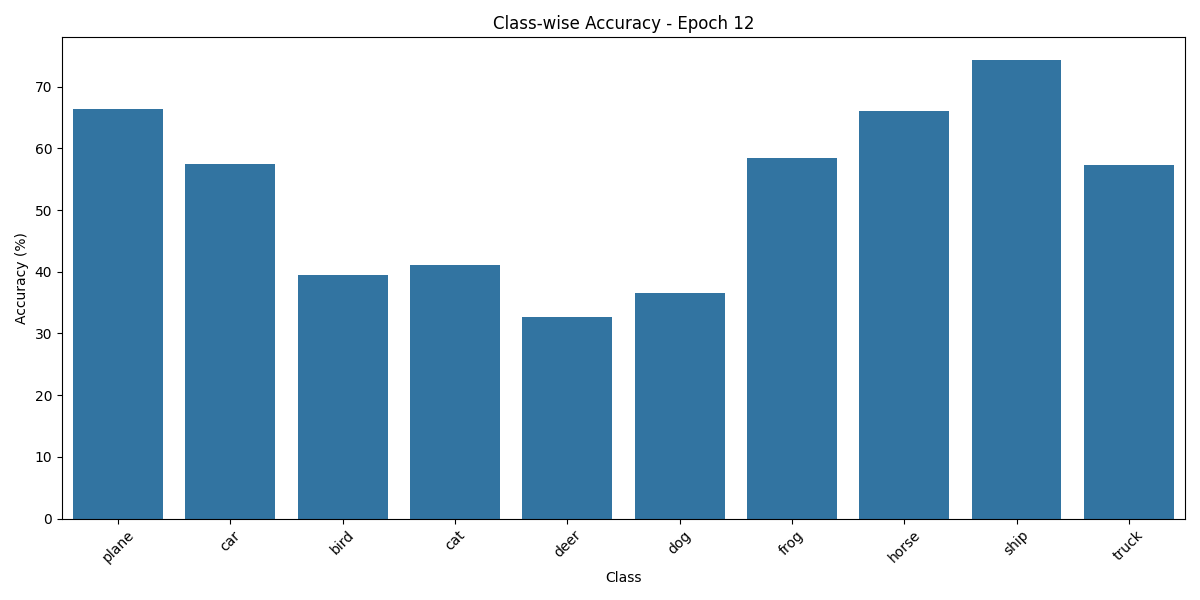 Class-wise Accuracy - Epoch 12
Accuracy (%)
70
60
50
40
30
20
10
0
plane
car
bird
cat
deer
dog
frog
horse
ship
truck
Class